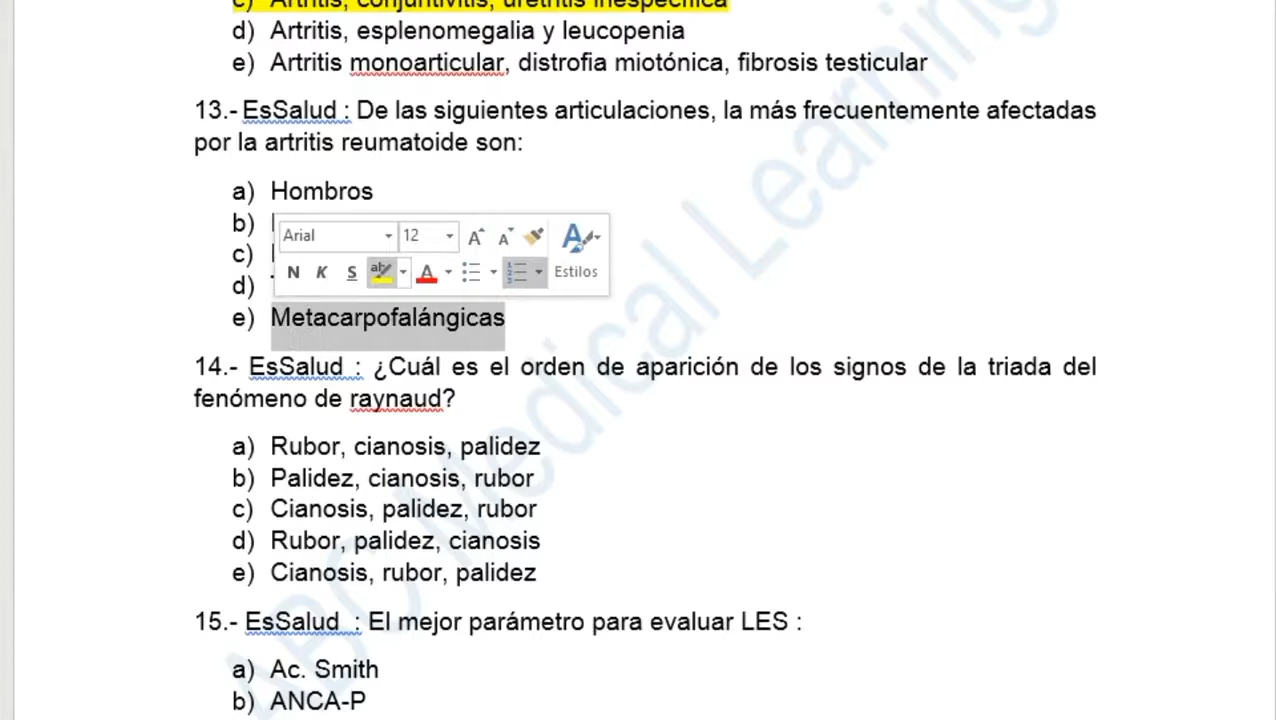 c) Artritis, conjuntivitis, uretritis inespecífica
d) Artritis, esplenomegalia y leucopenia
e) Artritis monoarticular, distrofia miotónica, fibrosis testicular
13.- EsSalud : De las siguientes articulaciones, la más frecuentemente afectadas
por la artritis reumatoide son:
a) Hombros
b)
c)
d)
Arial 12 A A A
N K S aby A Estilos
e) Metacarpofalángicas
14.- EsSalud : ¿Cuál es el orden de aparición de los signos de la triada del
fenómeno de raynaud?
a) Rubor, cianosis, palidez
b) Palidez, cianosis, rubor
c) Cianosis, palidez, rubor
d) Rubor, palidez, cianosis
e) Cianosis, rubor, palidez
15.- EsSalud : El mejor parámetro para evaluar LES :
a) Ac. Smith
b) ANCA-P
ABC Medical Learning